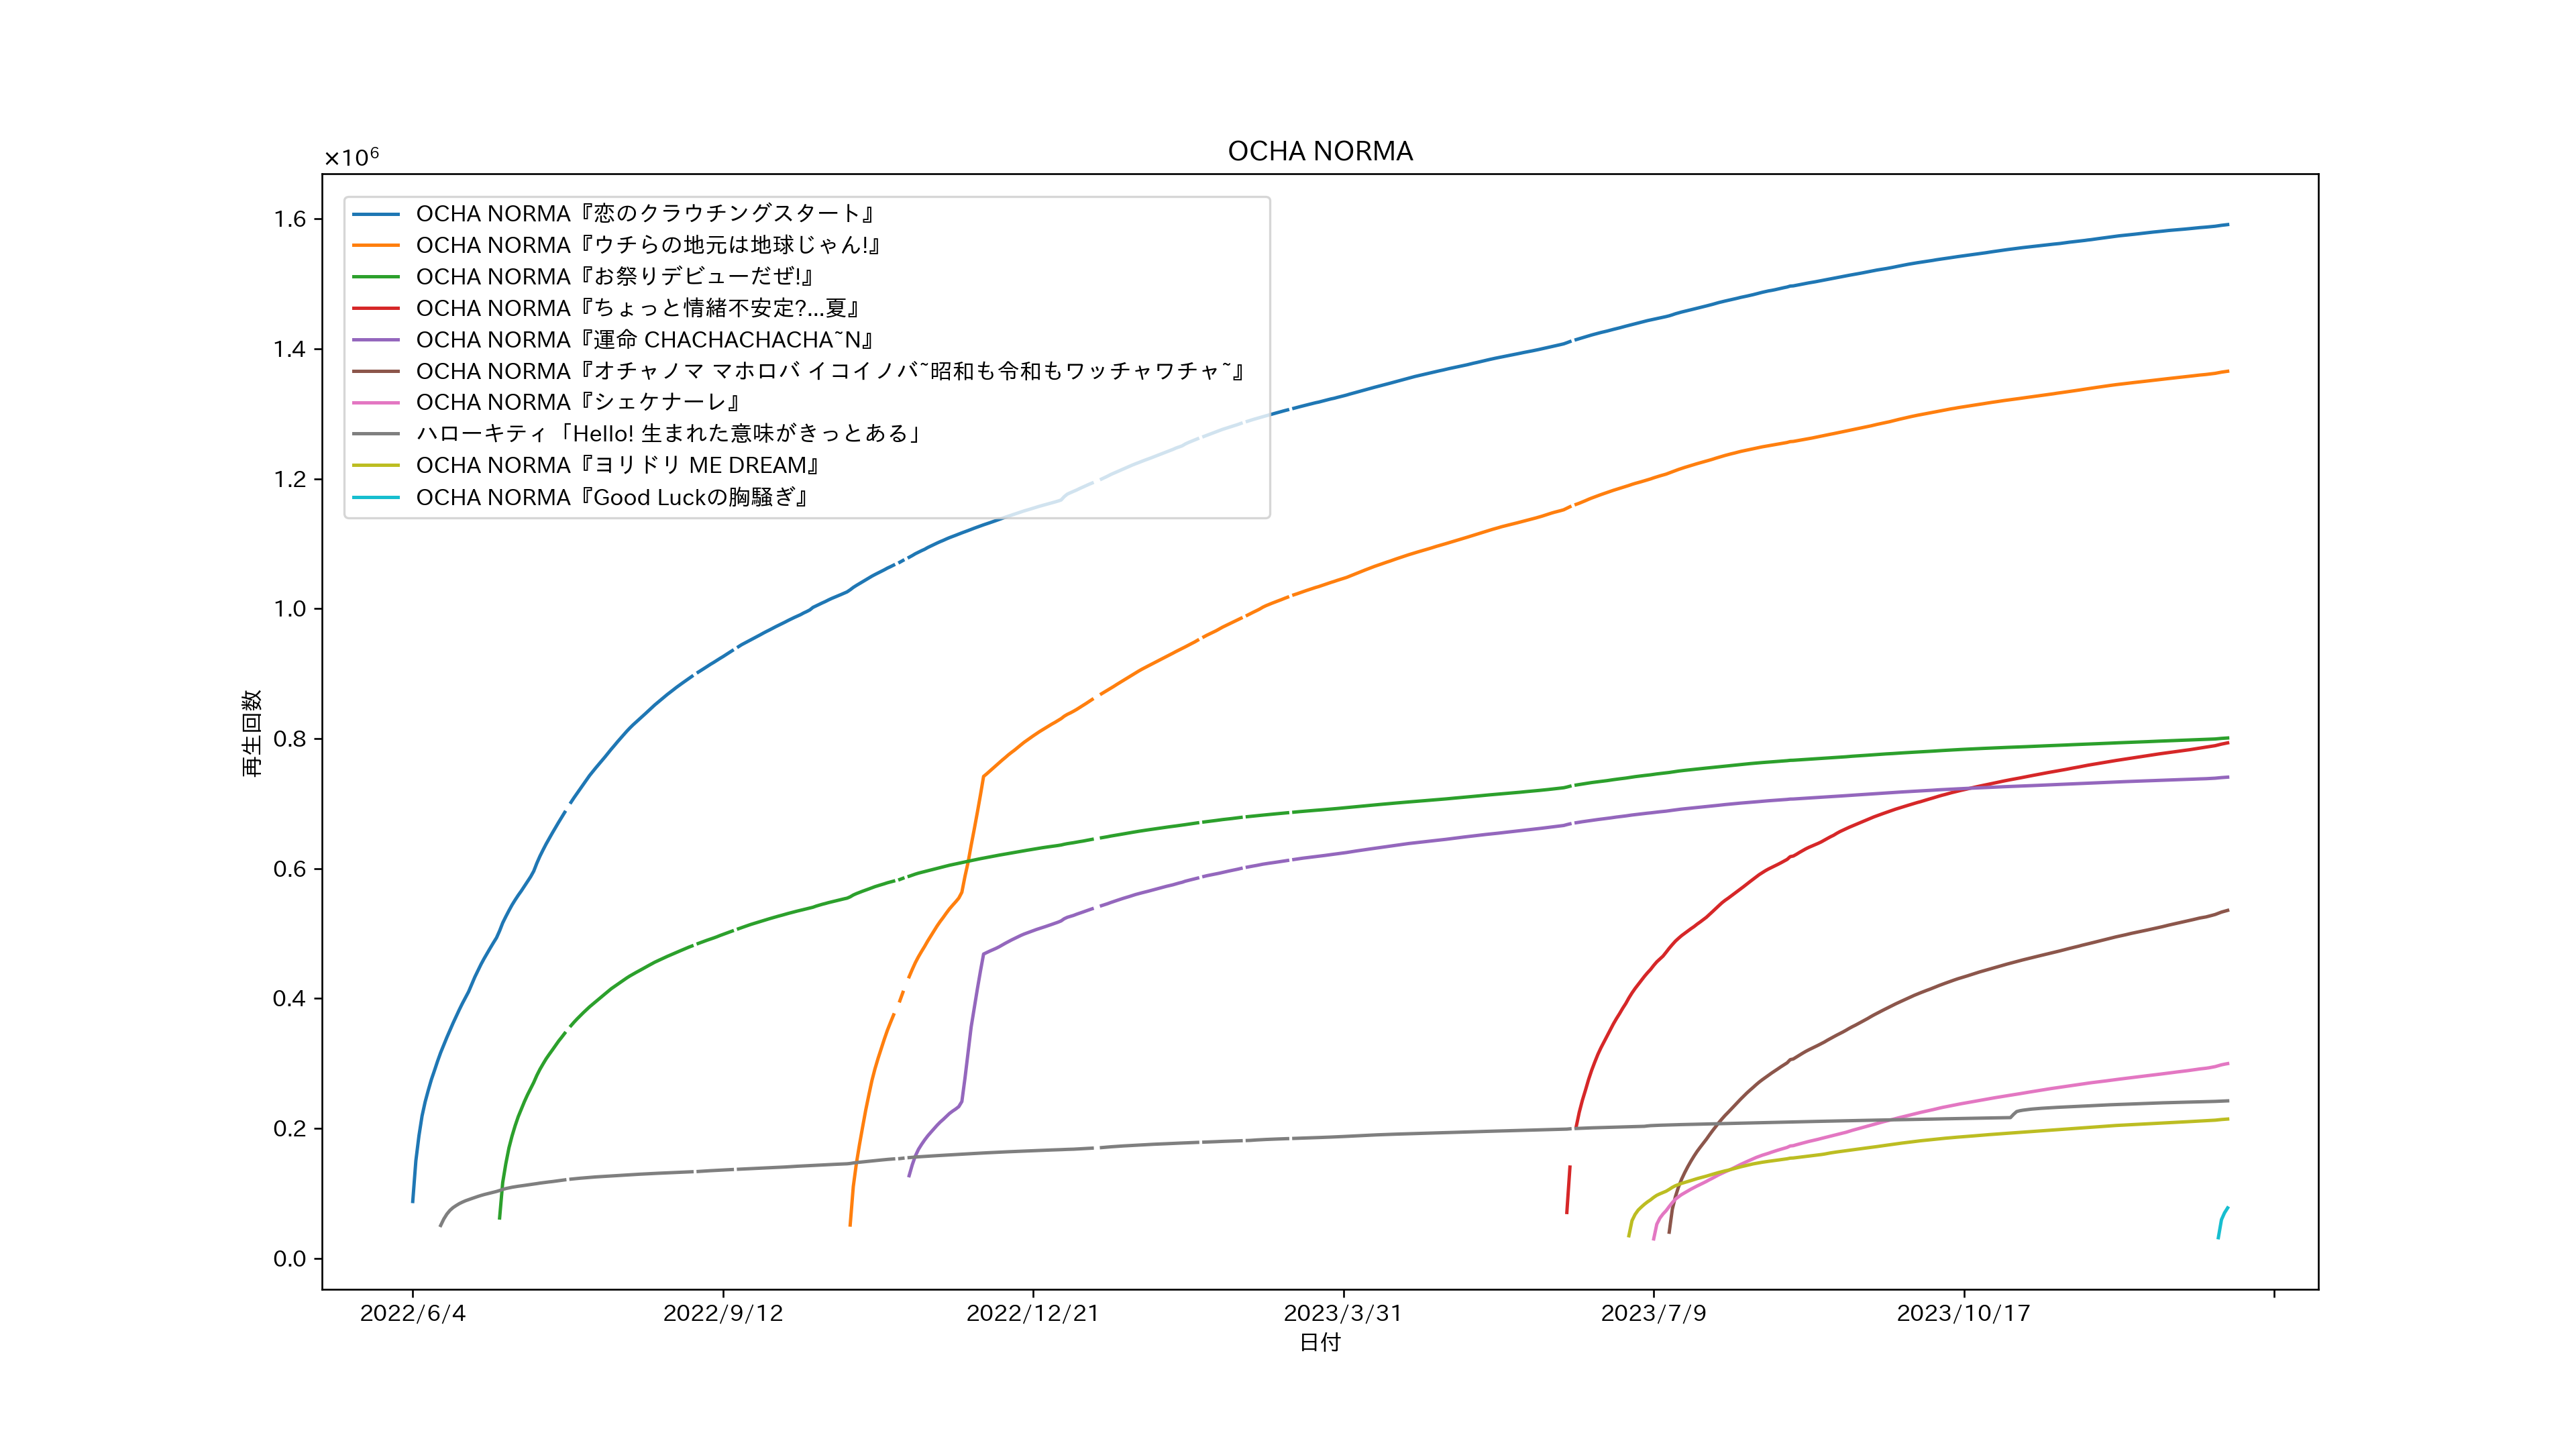 OCHA NORMA
×10⁶
1.6
1.4
1.2
1.0
0.8
0.6
0.4
0.2
0.0
再生回数
OCHA NORMA『恋のクラウチングスタート』
OCHA NORMA『ウチらの地元は地球じゃん!』
OCHA NORMA『お祭りデビューだぜ!』
OCHA NORMA『ちょっと情緒不安定?...夏』
OCHA NORMA『運命 CHACHACHACHA~N』
OCHA NORMA『オチャノマ マホロバ イコイノバ~昭和も令和もワッチャワチャ~』
OCHA NORMA『シェケナーレ』
ハローキティ「Hello! 生まれた意味がきっとある」
OCHA NORMA『ヨリドリ ME DREAM』
OCHA NORMA『Good Luckの胸騒ぎ』
2022/6/4
2022/9/12
2022/12/21
2023/3/31
2023/7/9
2023/10/17
日付